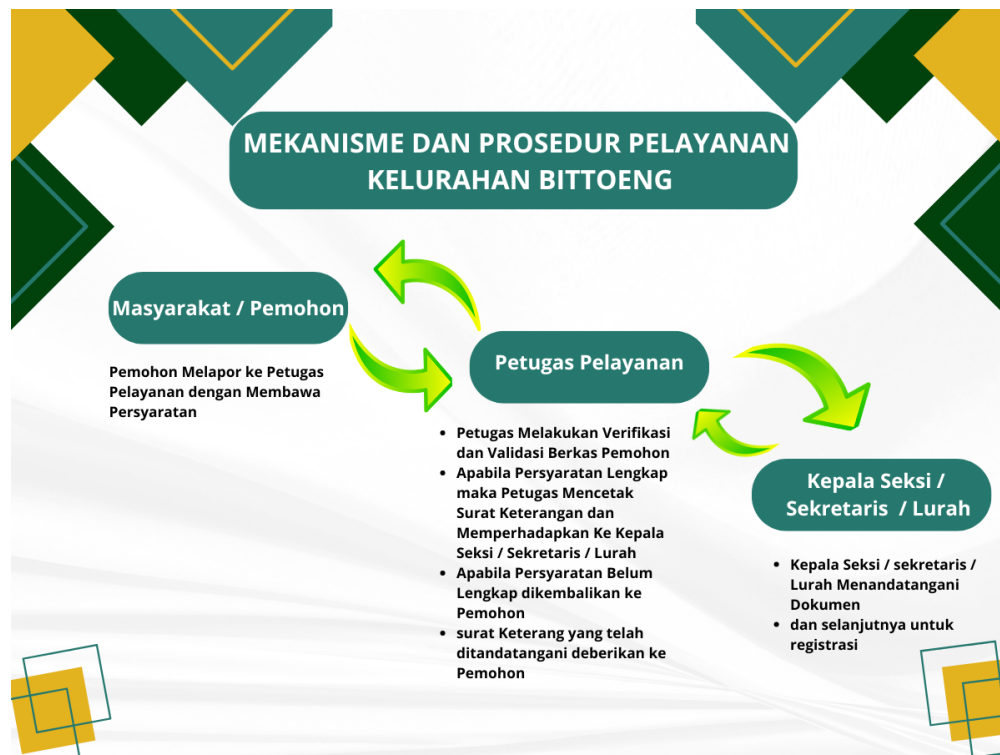 MEKANISME DAN PROSEDUR PELAYANAN
KELURAHAN BITTOENG
Masyarakat / Pemohon
Pemohon Melapor ke Petugas
Pelayanan dengan Membawa
Persyaratan
Petugas Pelayanan
• Petugas Melakukan Verifikasi
dan Validasi Berkas Pemohon
• Apabila Persyaratan Lengkap
maka Petugas Mencetak
Surat Keterangan dan
Memperhadapkan Ke Kepala
Seksi / Sekretaris / Lurah
• Apabila Persyaratan Belum
Lengkap dikembalikan ke
Pemohon
• surat Keterang yang telah
ditandatangani deberikan ke
Pemohon
Kepala Seksi /
Sekretaris / Lurah
• Kepala Seksi / sekretaris /
Lurah Menandatangani
Dokumen
• dan selanjutnya untuk
registrasi